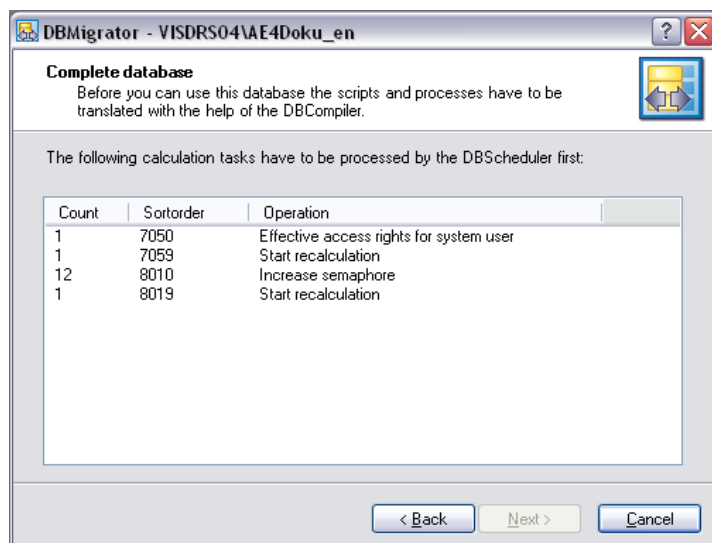 DBMigrator - VISDRS04\AE4Doku_en
Complete database
Before you can use this database the scripts and processes have to be
translated with the help of the DBCompiler.
The following calculation tasks have to be processed by the DBScheduler first:
Count Sortorder Operation
1 7050 Effective access rights for system user
1 7059 Start recalculation
12 8010 Increase semaphore
1 8019 Start recalculation
< Back Next > Cancel